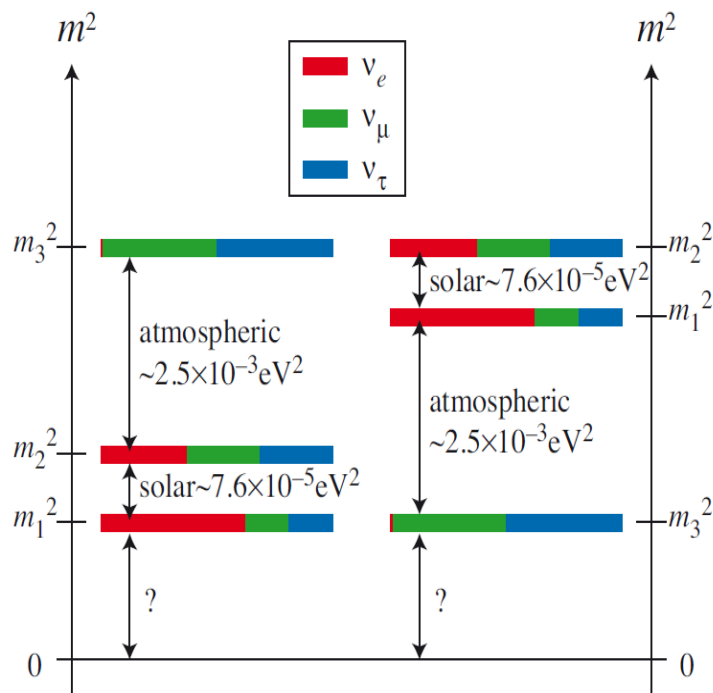 m² m²
νₑ
ν_μ
ν_τ
m₃² m₂²
solar~7.6×10⁻⁵eV²
m₁²
atmospheric
~2.5×10⁻³eV²
atmospheric
~2.5×10⁻³eV²
m₂²
solar~7.6×10⁻⁵eV²
m₁² m₃²
? ?
0 0